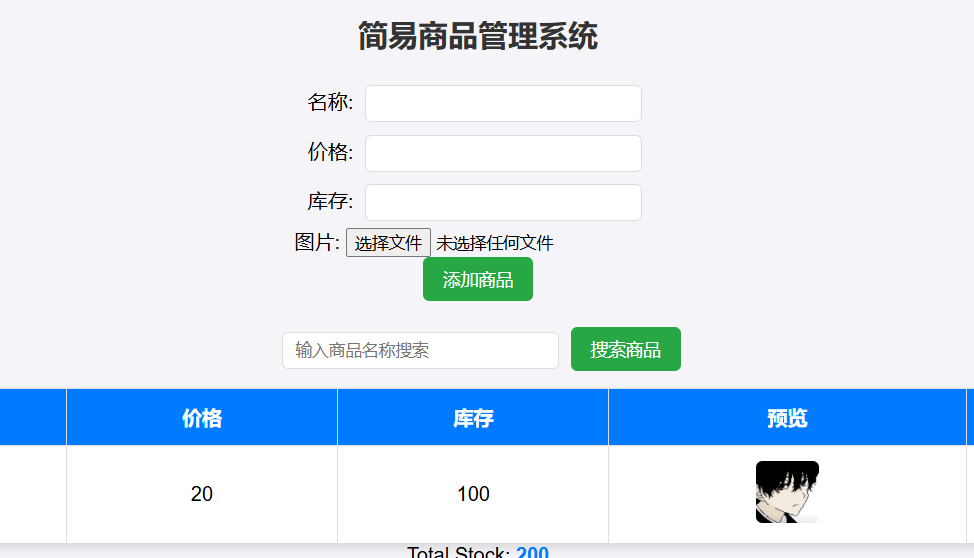 简易商品管理系统
名称:
价格:
库存:
图片: 选择文件 未选择任何文件
添加商品
输入商品名称搜索 搜索商品
价格 库存 预览
20 100
Total Stock: 200